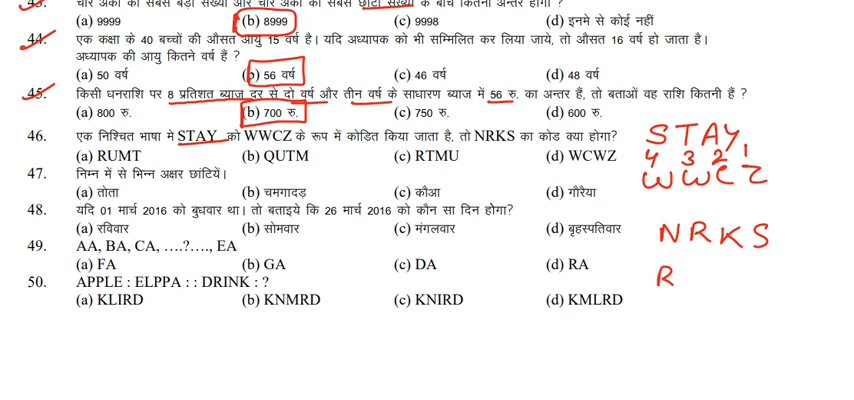 43. चार अंकों की सबसे बड़ी संख्या और चार अंकों की सबसे छोटी संख्या के बीच कितना अन्तर होगा ?
(a) 9999 (b) 8999 (c) 9998 (d) इनमे से कोई नहीं
44. एक कक्षा के 40 बच्चों की औसत आयु 15 वर्ष है। यदि अध्यापक को भी सम्मिलित कर लिया जाये, तो औसत 16 वर्ष हो जाता है।
अध्यापक की आयु कितने वर्ष हैं ?
(a) 50 वर्ष (b) 56 वर्ष (c) 46 वर्ष (d) 48 वर्ष
45. किसी धनराशि पर 8 प्रतिशत ब्याज दर से दो वर्ष और तीन वर्ष के साधारण ब्याज में 56 रु. का अन्तर हैं, तो बताओं वह राशि कितनी हैं ?
(a) 800 रु. (b) 700 रु. (c) 750 रु. (d) 600 रु.
46. एक निश्चित भाषा मे STAY को WWCZ के रूप में कोडित किया जाता है, तो NRKS का कोड क्या होगा?
(a) RUMT (b) QUTM (c) RTMU (d) WCWZ
47. निम्न में से भिन्न अक्षर छांटियें।
(a) तोता (b) चमगादड़ (c) कौआ (d) गौरैया
48. यदि 01 मार्च 2016 को बुधवार था। तो बताइये कि 26 मार्च 2016 को कौन सा दिन होगा?
(a) रविवार (b) सोमवार (c) मंगलवार (d) बृहस्पतिवार
49. AA, BA, CA, ….?…., EA
(a) FA (b) GA (c) DA (d) RA
50. APPLE : ELPPA : : DRINK : ?
(a) KLIRD (b) KNMRD (c) KNIRD (d) KMLRD
STAY
4 3 2 1
WWCZ
NRKS
R